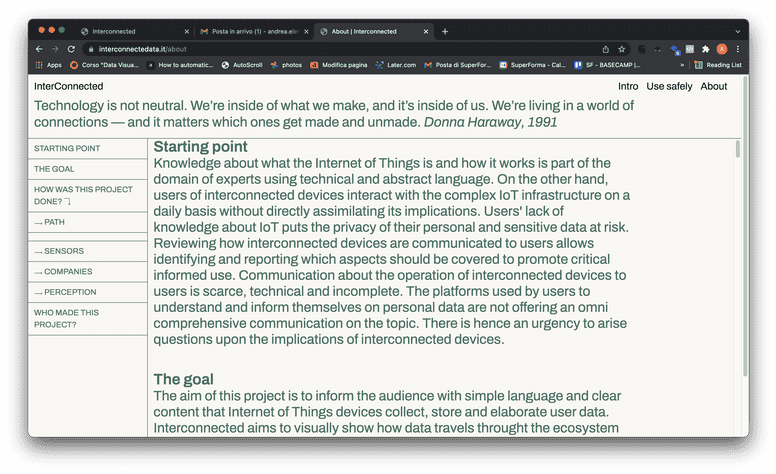 Interconnected
Posta in arrivo (1) - andrea.ele
About | Interconnected
interconnectedata.it/about
Apps
Corso "Data Visua...
How to automatic...
AutoScroll
photos
Modifica pagina
Later.com
Posta di SuperFor...
SuperForma - Cal...
SF - BASECAMP |...
»
Reading List
InterConnected
Intro
Use safely
About
Technology is not neutral. We're inside of what we make, and it's inside of us. We're living in a world of
connections — and it matters which ones get made and unmade. Donna Haraway, 1991
STARTING POINT
THE GOAL
HOW WAS THIS PROJECT
DONE?
→ PATH
→ SENSORS
→ COMPANIES
→ PERCEPTION
WHO MADE THIS
PROJECT?
Starting point
Knowledge about what the Internet of Things is and how it works is part of the
domain of experts using technical and abstract language. On the other hand,
users of interconnected devices interact with the complex IoT infrastructure on a
daily basis without directly assimilating its implications. Users' lack of
knowledge about IoT puts the privacy of their personal and sensitive data at risk.
Reviewing how interconnected devices are communicated to users allows
identifying and reporting which aspects should be covered to promote critical
informed use. Communication about the operation of interconnected devices to
users is scarce, technical and incomplete. The platforms used by users to
understand and inform themselves on personal data are not offering an omni
comprehensive communication on the topic. There is hence an urgency to arise
questions upon the implications of interconnected devices.
The goal
The aim of this project is to inform the audience with simple language and clear
content that Internet of Things devices collect, store and elaborate user data.
Interconnected aims to visually show how data travels throught the ecosystem